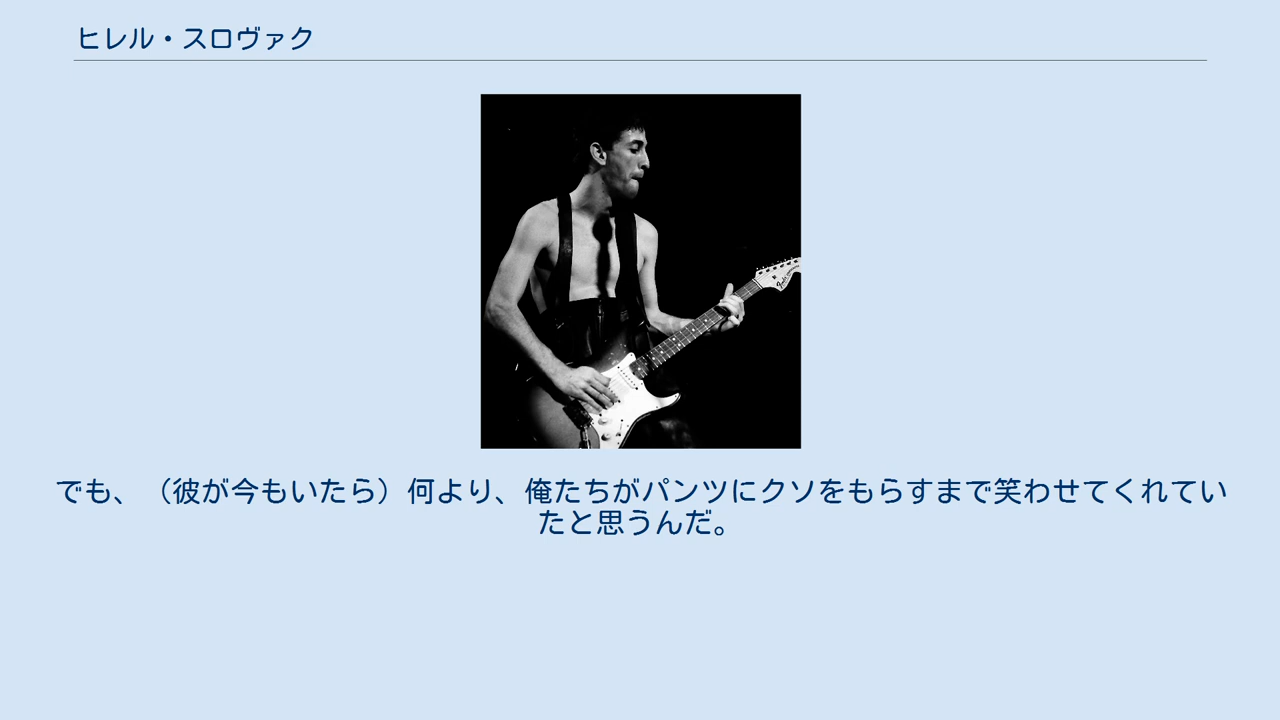 ヒレル・スロヴァク
でも、（彼が今もいたら）何より、俺たちがパンツにクソをもらすまで笑わせてくれてい
たと思うんだ。